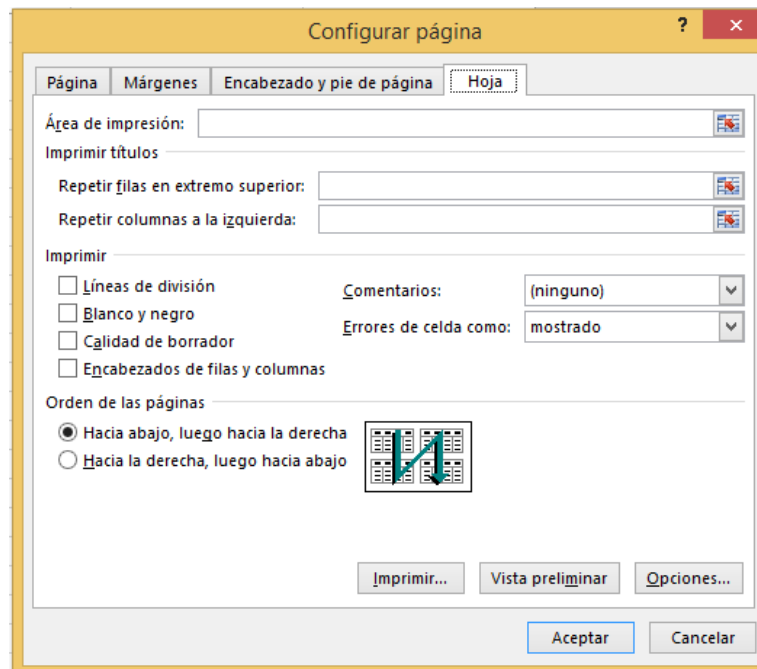 Configurar página
?
Página Márgenes Encabezado y pie de página Hoja
Área de impresión:
Imprimir títulos
Repetir filas en extremo superior:
Repetir columnas a la izquierda:
Imprimir
Líneas de división
Blanco y negro
Calidad de borrador
Encabezados de filas y columnas
Comentarios: (ninguno)
Errores de celda como: mostrado
Orden de las páginas
Hacia abajo, luego hacia la derecha
Hacia la derecha, luego hacia abajo
Imprimir... Vista preliminar Opciones...
Aceptar Cancelar